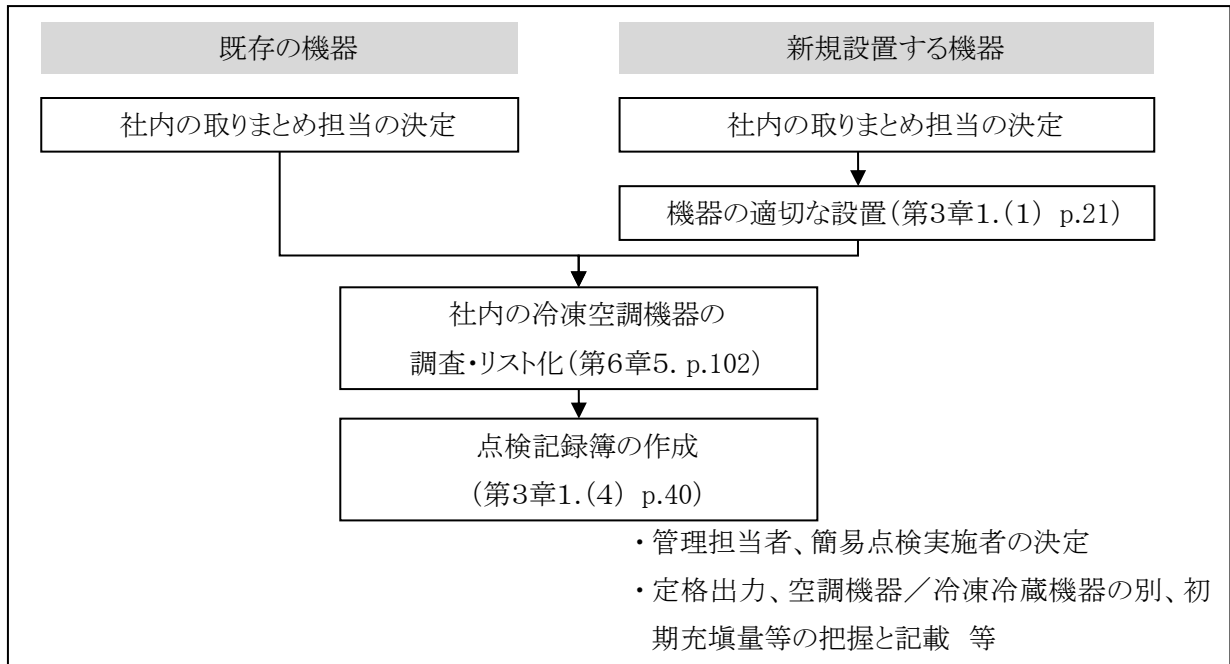 既存の機器
新規設置する機器
社内の取りまとめ担当の決定
社内の取りまとめ担当の決定
機器の適切な設置(第3章1.(1) p.21)
社内の冷凍空調機器の
調査・リスト化(第6章5. p.102)
点検記録簿の作成
(第3章1.(4) p.40)
・管理担当者、簡易点検実施者の決定
・定格出力、空調機器／冷凍冷蔵機器の別、初
期充塡量等の把握と記載 等